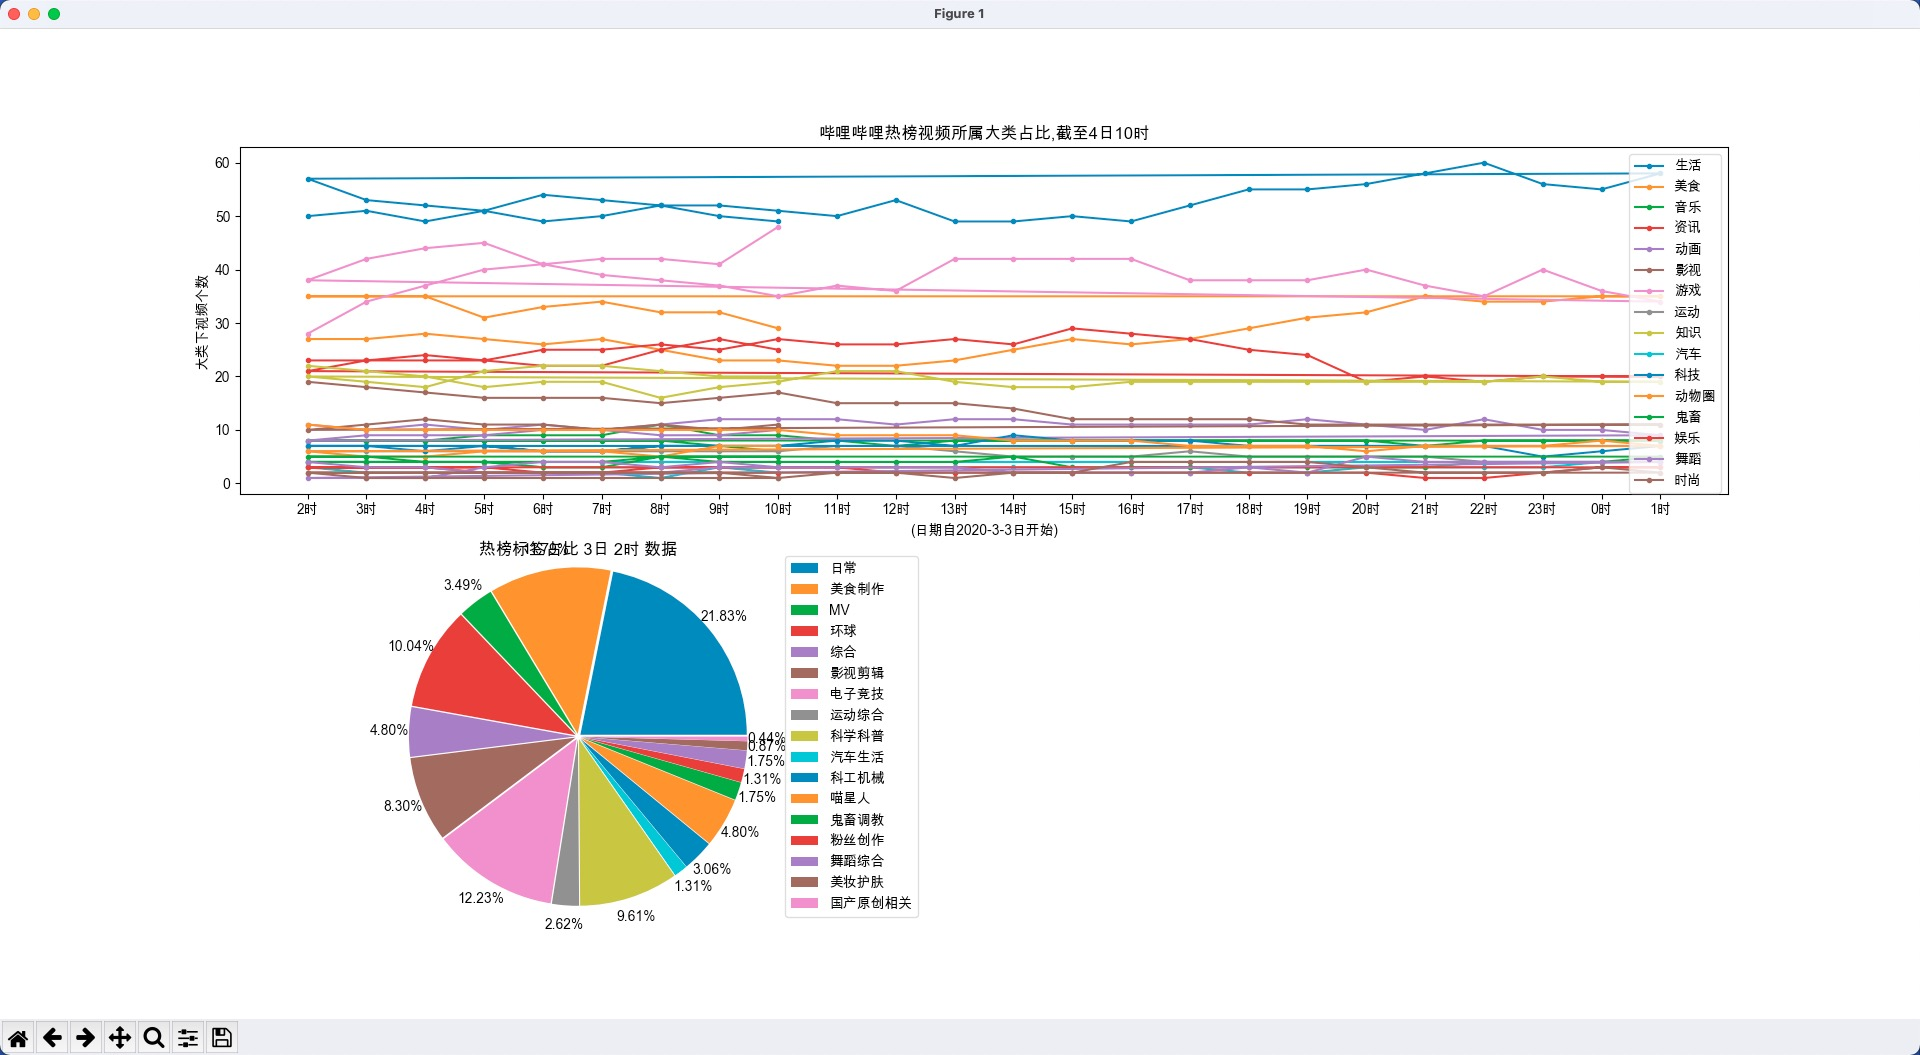 Figure 1
哔哩哔哩热榜视频所属大类占比,截至4日10时
大类下视频个数
60
50
40
30
20
10
0
2时 3时 4时 5时 6时 7时 8时 9时 10时 11时 12时 13时 14时 15时 16时 17时 18时 19时 20时 21时 22时 23时 0时 1时
(日期自2020-3-3日开始)
生活
美食
音乐
资讯
动画
影视
游戏
运动
知识
汽车
科技
动物圈
鬼畜
娱乐
舞蹈
时尚
热榜标签占比 3日 2时 数据
21.83%
3.49%
10.04%
4.80%
8.30%
12.23%
2.62%
9.61%
1.31%
3.06%
4.80%
1.75%
1.31%
1.75%
0.87%
0.44%
日常
美食制作
MV
环球
综合
影视剪辑
电子竞技
运动综合
科学科普
汽车生活
科工机械
喵星人
鬼畜调教
粉丝创作
舞蹈综合
美妆护肤
国产原创相关